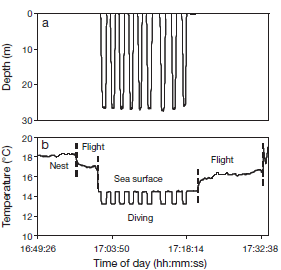 a
0
10
20
30
Depth (m)
b
20
18
16
14
12
10
Temperature (°C)
Flight
Nest
Sea surface
Flight
Diving
16:49:26 17:03:50 17:18:14 17:32:38
Time of day (hh:mm:ss)